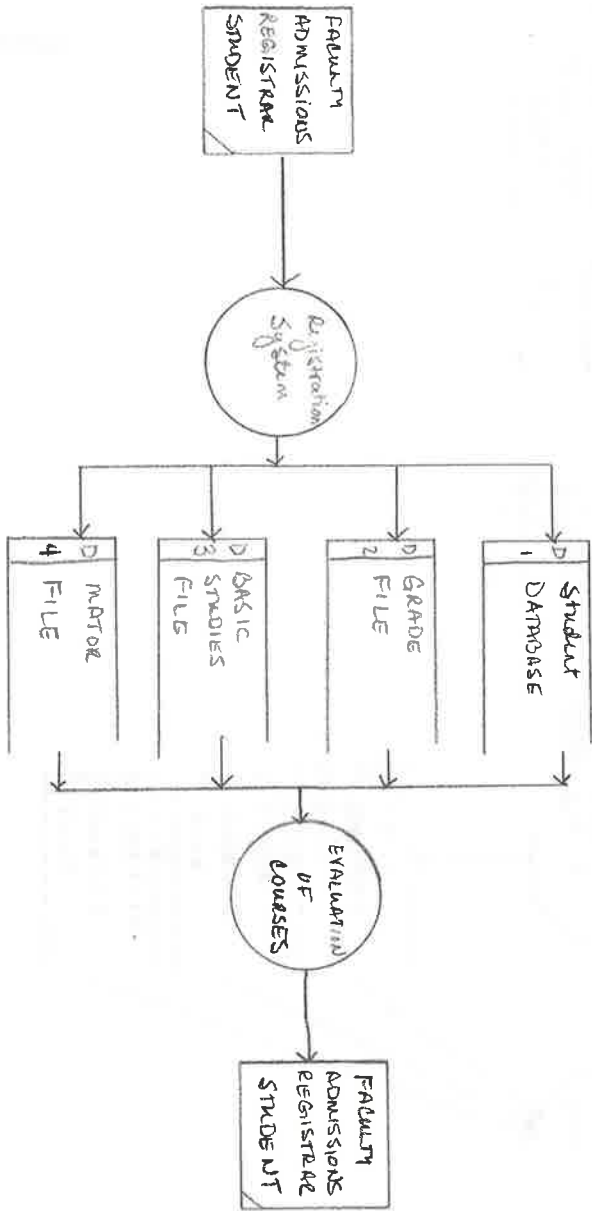 FACULTY
ADMISSIONS
REGISTRAR
STUDENT
Registration
System
D
1
Student
DATABASE
D
2
GRADE
FILE
D
3
BASIC
STUDIES
FILE
D
4
MAJOR
FILE
EVALUATION
OF
COURSES
FACULTY
ADMISSIONS
REGISTRAR
STUDENT